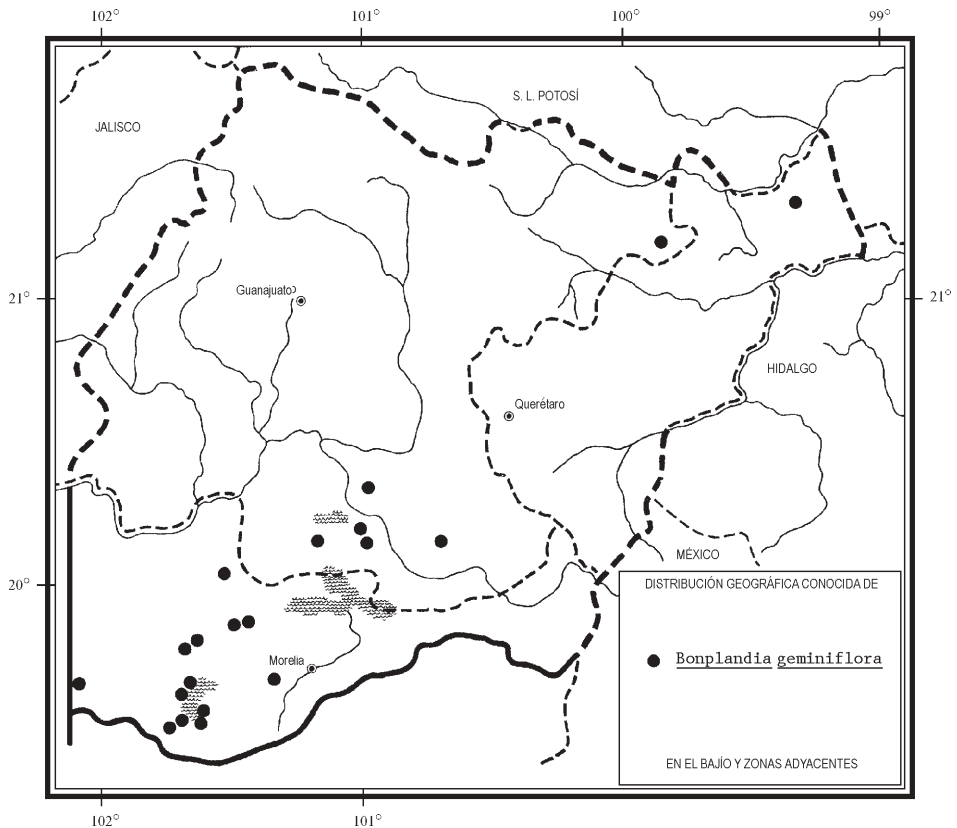 102° 101° 100° 99°
S. L. POTOSÍ
JALISCO
Guanajuato
21° 21°
HIDALGO
Querétaro
MÉXICO
20°
DISTRIBUCIÓN GEOGRÁFICA CONOCIDA DE
Bonplandia geminiflora
Morelia
EN EL BAJÍO Y ZONAS ADYACENTES
102° 101°